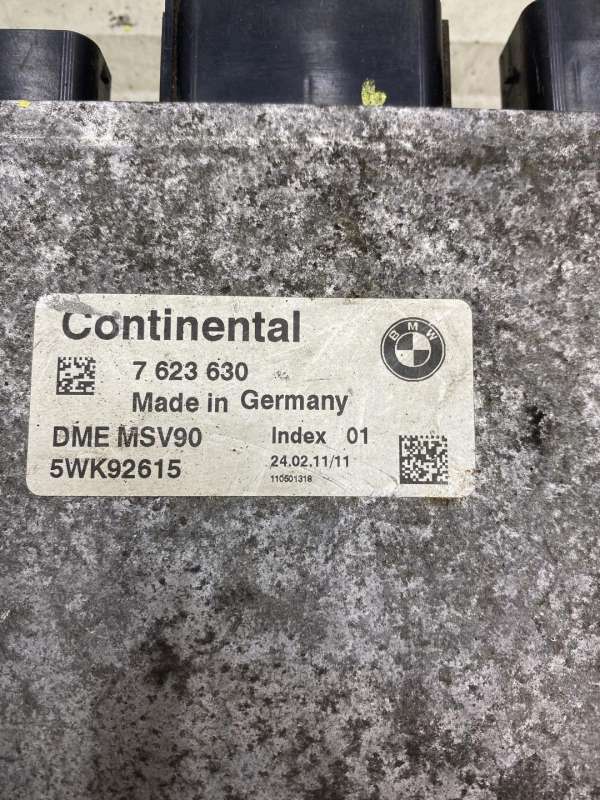 Continental
BMW
7 623 630
Made in Germany
DME MSV90 Index 01
5WK92615 24.02.11/11
110501318